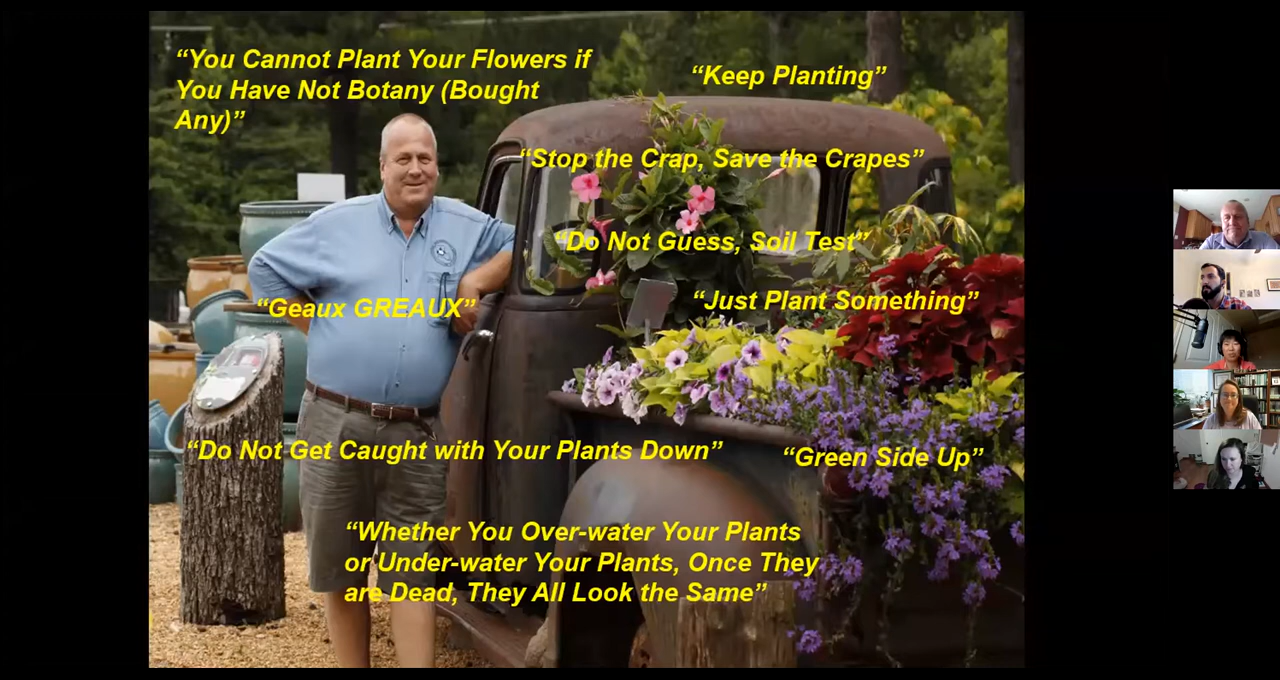 “You Cannot Plant Your Flowers if
You Have Not Botany (Bought
Any)”
“Keep Planting”
“Stop the Crap, Save the Crapes”
“Do Not Guess, Soil Test”
“Geaux GREAUX”
“Just Plant Something”
“Do Not Get Caught with Your Plants Down”
“Green Side Up”
“Whether You Over-water Your Plants
or Under-water Your Plants, Once They
are Dead, They All Look the Same”